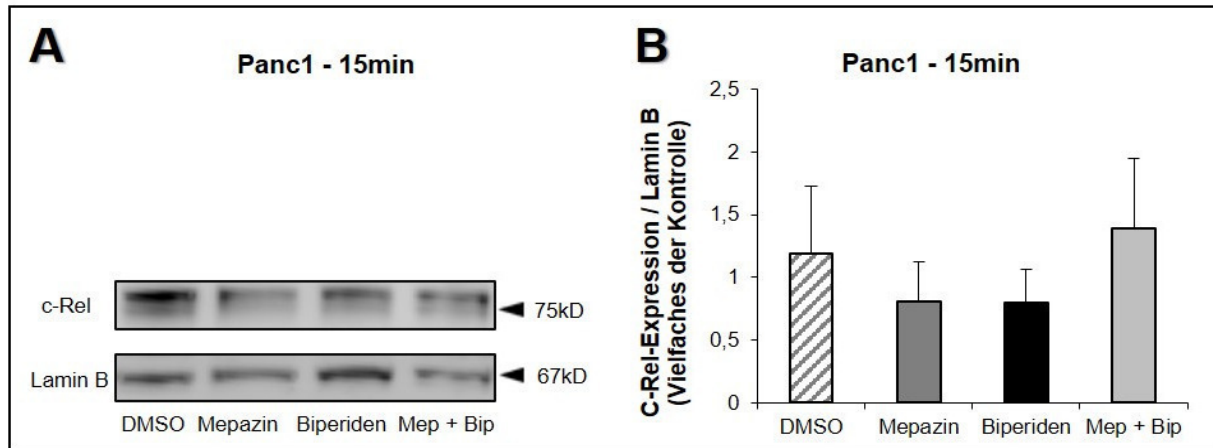 A
Panc1 - 15min
c-Rel
75kD
Lamin B
67kD
DMSO Mepazin Biperiden Mep + Bip
B
Panc1 - 15min
C-Rel-Expression / Lamin B
(Vielfaches der Kontrolle)
2,5
2
1,5
1
0,5
0
DMSO Mepazin Biperiden Mep + Bip